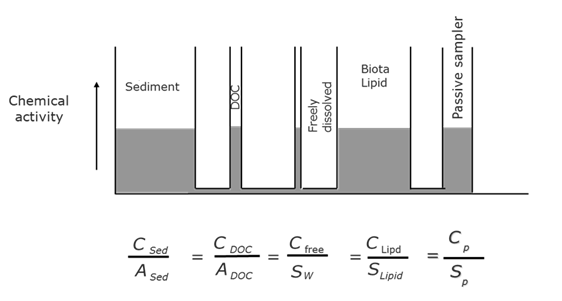 Chemical
activity
Sediment
DOC
Freely
dissolved
Biota
Lipid
Passive sampler
C Sed / A Sed = C DOC / A DOC = C free / S W = C Lipd / S Lipid = C p / S p